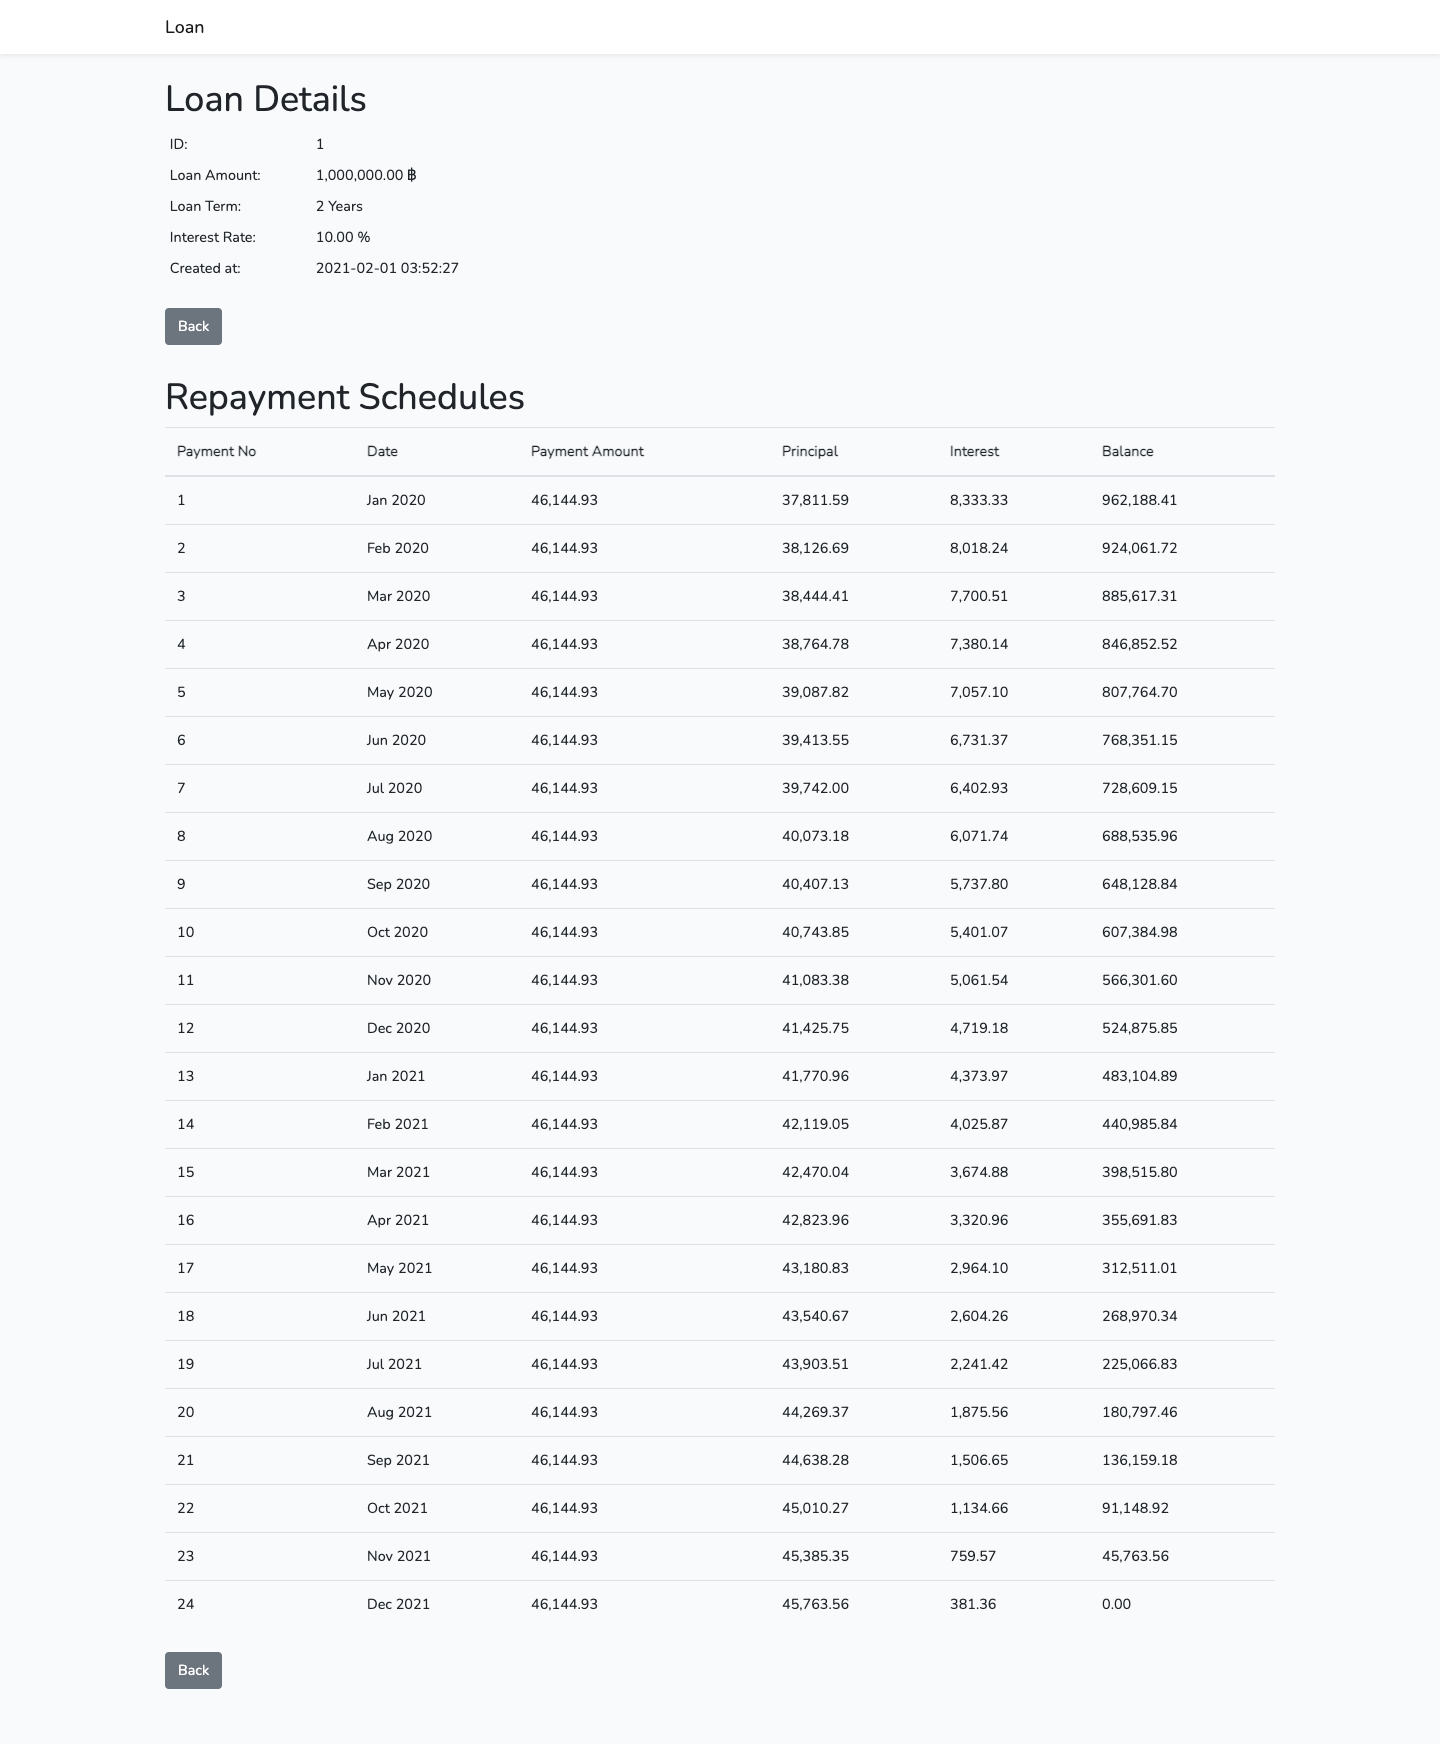 Loan
Loan Details
ID: 1
Loan Amount: 1,000,000.00 ฿
Loan Term: 2 Years
Interest Rate: 10.00 %
Created at: 2021-02-01 03:52:27
Back
Repayment Schedules
Payment No Date Payment Amount Principal Interest Balance
1 Jan 2020 46,144.93 37,811.59 8,333.33 962,188.41
2 Feb 2020 46,144.93 38,126.69 8,018.24 924,061.72
3 Mar 2020 46,144.93 38,444.41 7,700.51 885,617.31
4 Apr 2020 46,144.93 38,764.78 7,380.14 846,852.52
5 May 2020 46,144.93 39,087.82 7,057.10 807,764.70
6 Jun 2020 46,144.93 39,413.55 6,731.37 768,351.15
7 Jul 2020 46,144.93 39,742.00 6,402.93 728,609.15
8 Aug 2020 46,144.93 40,073.18 6,071.74 688,535.96
9 Sep 2020 46,144.93 40,407.13 5,737.80 648,128.84
10 Oct 2020 46,144.93 40,743.85 5,401.07 607,384.98
11 Nov 2020 46,144.93 41,083.38 5,061.54 566,301.60
12 Dec 2020 46,144.93 41,425.75 4,719.18 524,875.85
13 Jan 2021 46,144.93 41,770.96 4,373.97 483,104.89
14 Feb 2021 46,144.93 42,119.05 4,025.87 440,985.84
15 Mar 2021 46,144.93 42,470.04 3,674.88 398,515.80
16 Apr 2021 46,144.93 42,823.96 3,320.96 355,691.83
17 May 2021 46,144.93 43,180.83 2,964.10 312,511.01
18 Jun 2021 46,144.93 43,540.67 2,604.26 268,970.34
19 Jul 2021 46,144.93 43,903.51 2,241.42 225,066.83
20 Aug 2021 46,144.93 44,269.37 1,875.56 180,797.46
21 Sep 2021 46,144.93 44,638.28 1,506.65 136,159.18
22 Oct 2021 46,144.93 45,010.27 1,134.66 91,148.92
23 Nov 2021 46,144.93 45,385.35 759.57 45,763.56
24 Dec 2021 46,144.93 45,763.56 381.36 0.00
Back